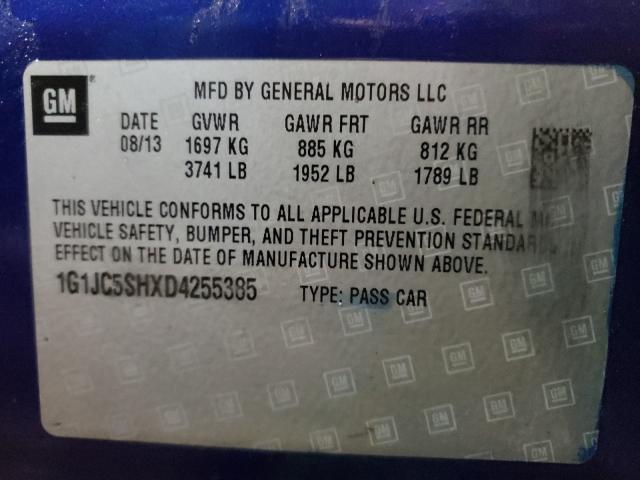 GM
MFD BY GENERAL MOTORS LLC
DATE GVWR GAWR FRT GAWR RR
08/13 1697 KG 885 KG 812 KG
3741 LB 1952 LB 1789 LB
THIS VEHICLE CONFORMS TO ALL APPLICABLE U.S. FEDERAL
VEHICLE SAFETY, BUMPER, AND THEFT PREVENTION STANDAR
EFFECT ON THE DATE OF MANUFACTURE SHOWN ABOVE.
1G1JC5SHXD4255385 TYPE: PASS CAR